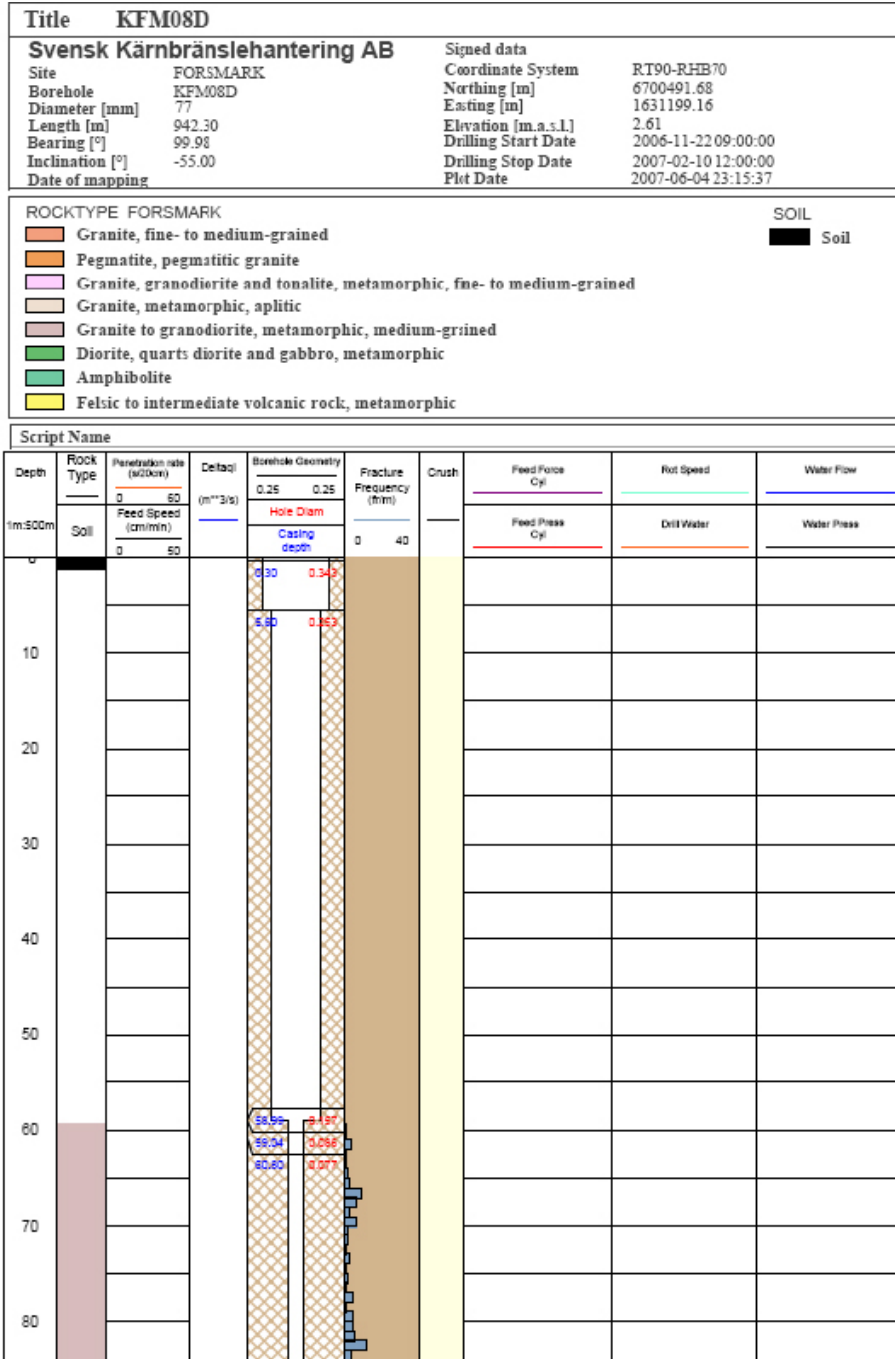 Title KFM08D
Svensk Kärnbränslehantering AB
Site FORSMARK
Borehole KFM08D
Diameter [mm] 77
Length [m] 942.30
Bearing [°] 99.98
Inclination [°] -55.00
Date of mapping
Signed data
Coordinate System RT90-RHB70
Northing [m] 6700491.68
Easting [m] 1631199.16
Elevation [m.a.s.l.] 2.61
Drilling Start Date 2006-11-22 09:00:00
Drilling Stop Date 2007-02-10 12:00:00
Plot Date 2007-06-04 23:15:37
ROCKTYPE FORSMARK
Granite, fine- to medium-grained
Pegmatite, pegmatitic granite
Granite, granodiorite and tonalite, metamorphic, fine- to medium-grained
Granite, metamorphic, aplitic
Granite to granodiorite, metamorphic, medium-grained
Diorite, quarts diorite and gabbro, metamorphic
Amphibolite
Felsic to intermediate volcanic rock, metamorphic
SOIL
Soil
Script Name
Depth
1m:500m
Rock
Type
Soil
Penetration rate
(s/20cm)
0 60
Feed Speed
(cm/min)
0 50
Deltaql
(m**3/s)
Borehole Geometry
0.25 0.25
Hole Diam
Casing
depth
Fracture
Frequency
(fr/m)
0 40
Crush
Feed Force
Cyl
Feed Press
Cyl
Rot Speed
Drill Water
Water Flow
Water Press
0
0.30 0.343
5.60
10
20
30
40
50
58.99 0.197
60
59.04 0.086
60.60 0.077
70
80